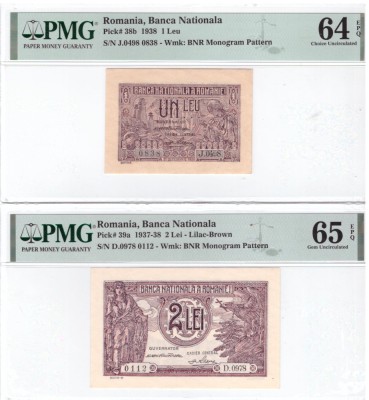 PMG
PAPER MONEY GUARANTY
Romania, Banca Nationala
Pick# 38b 1938 1 Leu
S/N J.0498 0838 - Wmk: BNR Monogram Pattern
64 EPQ
Choice Uncirculated
BANCA NATIONALA A ROMANIEI
UN LEU
0838 J.0498
PMG
PAPER MONEY GUARANTY
Romania, Banca Nationala
Pick# 39a 1937-38 2 Lei - Lilac-Brown
S/N D.0978 0112 - Wmk: BNR Monogram Pattern
65 EPQ
Gem Uncirculated
BANCA NATIONALA A ROMANIEI
2 LEI
GUVERNATOR
CASIER CENTRAL
0112 D.0978